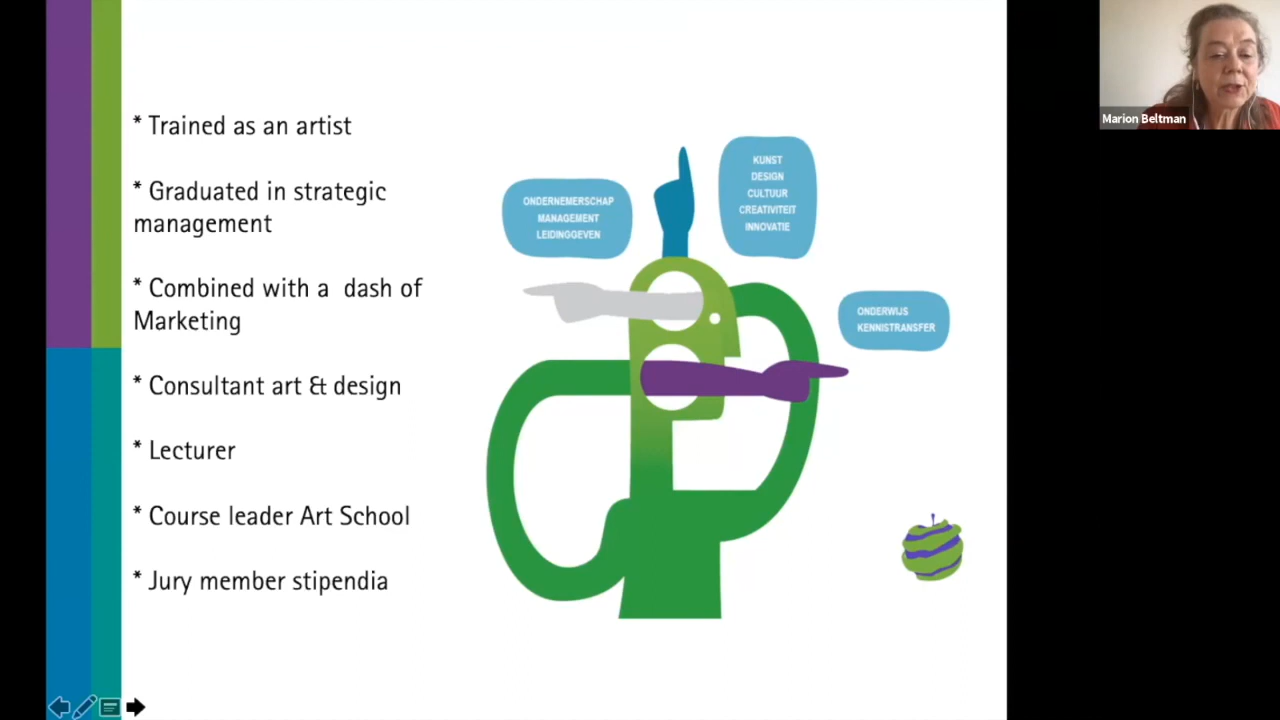 * Trained as an artist
* Graduated in strategic
management
* Combined with a dash of
Marketing
* Consultant art & design
* Lecturer
* Course leader Art School
* Jury member stipendia
ONDERNEMERSCHAP
MANAGEMENT
LEIDINGGEVEN
KUNST
DESIGN
CULTUUR
CREATIVITEIT
INNOVATIE
ONDERWIJS
KENNISTRANSFER
Marion Beltman